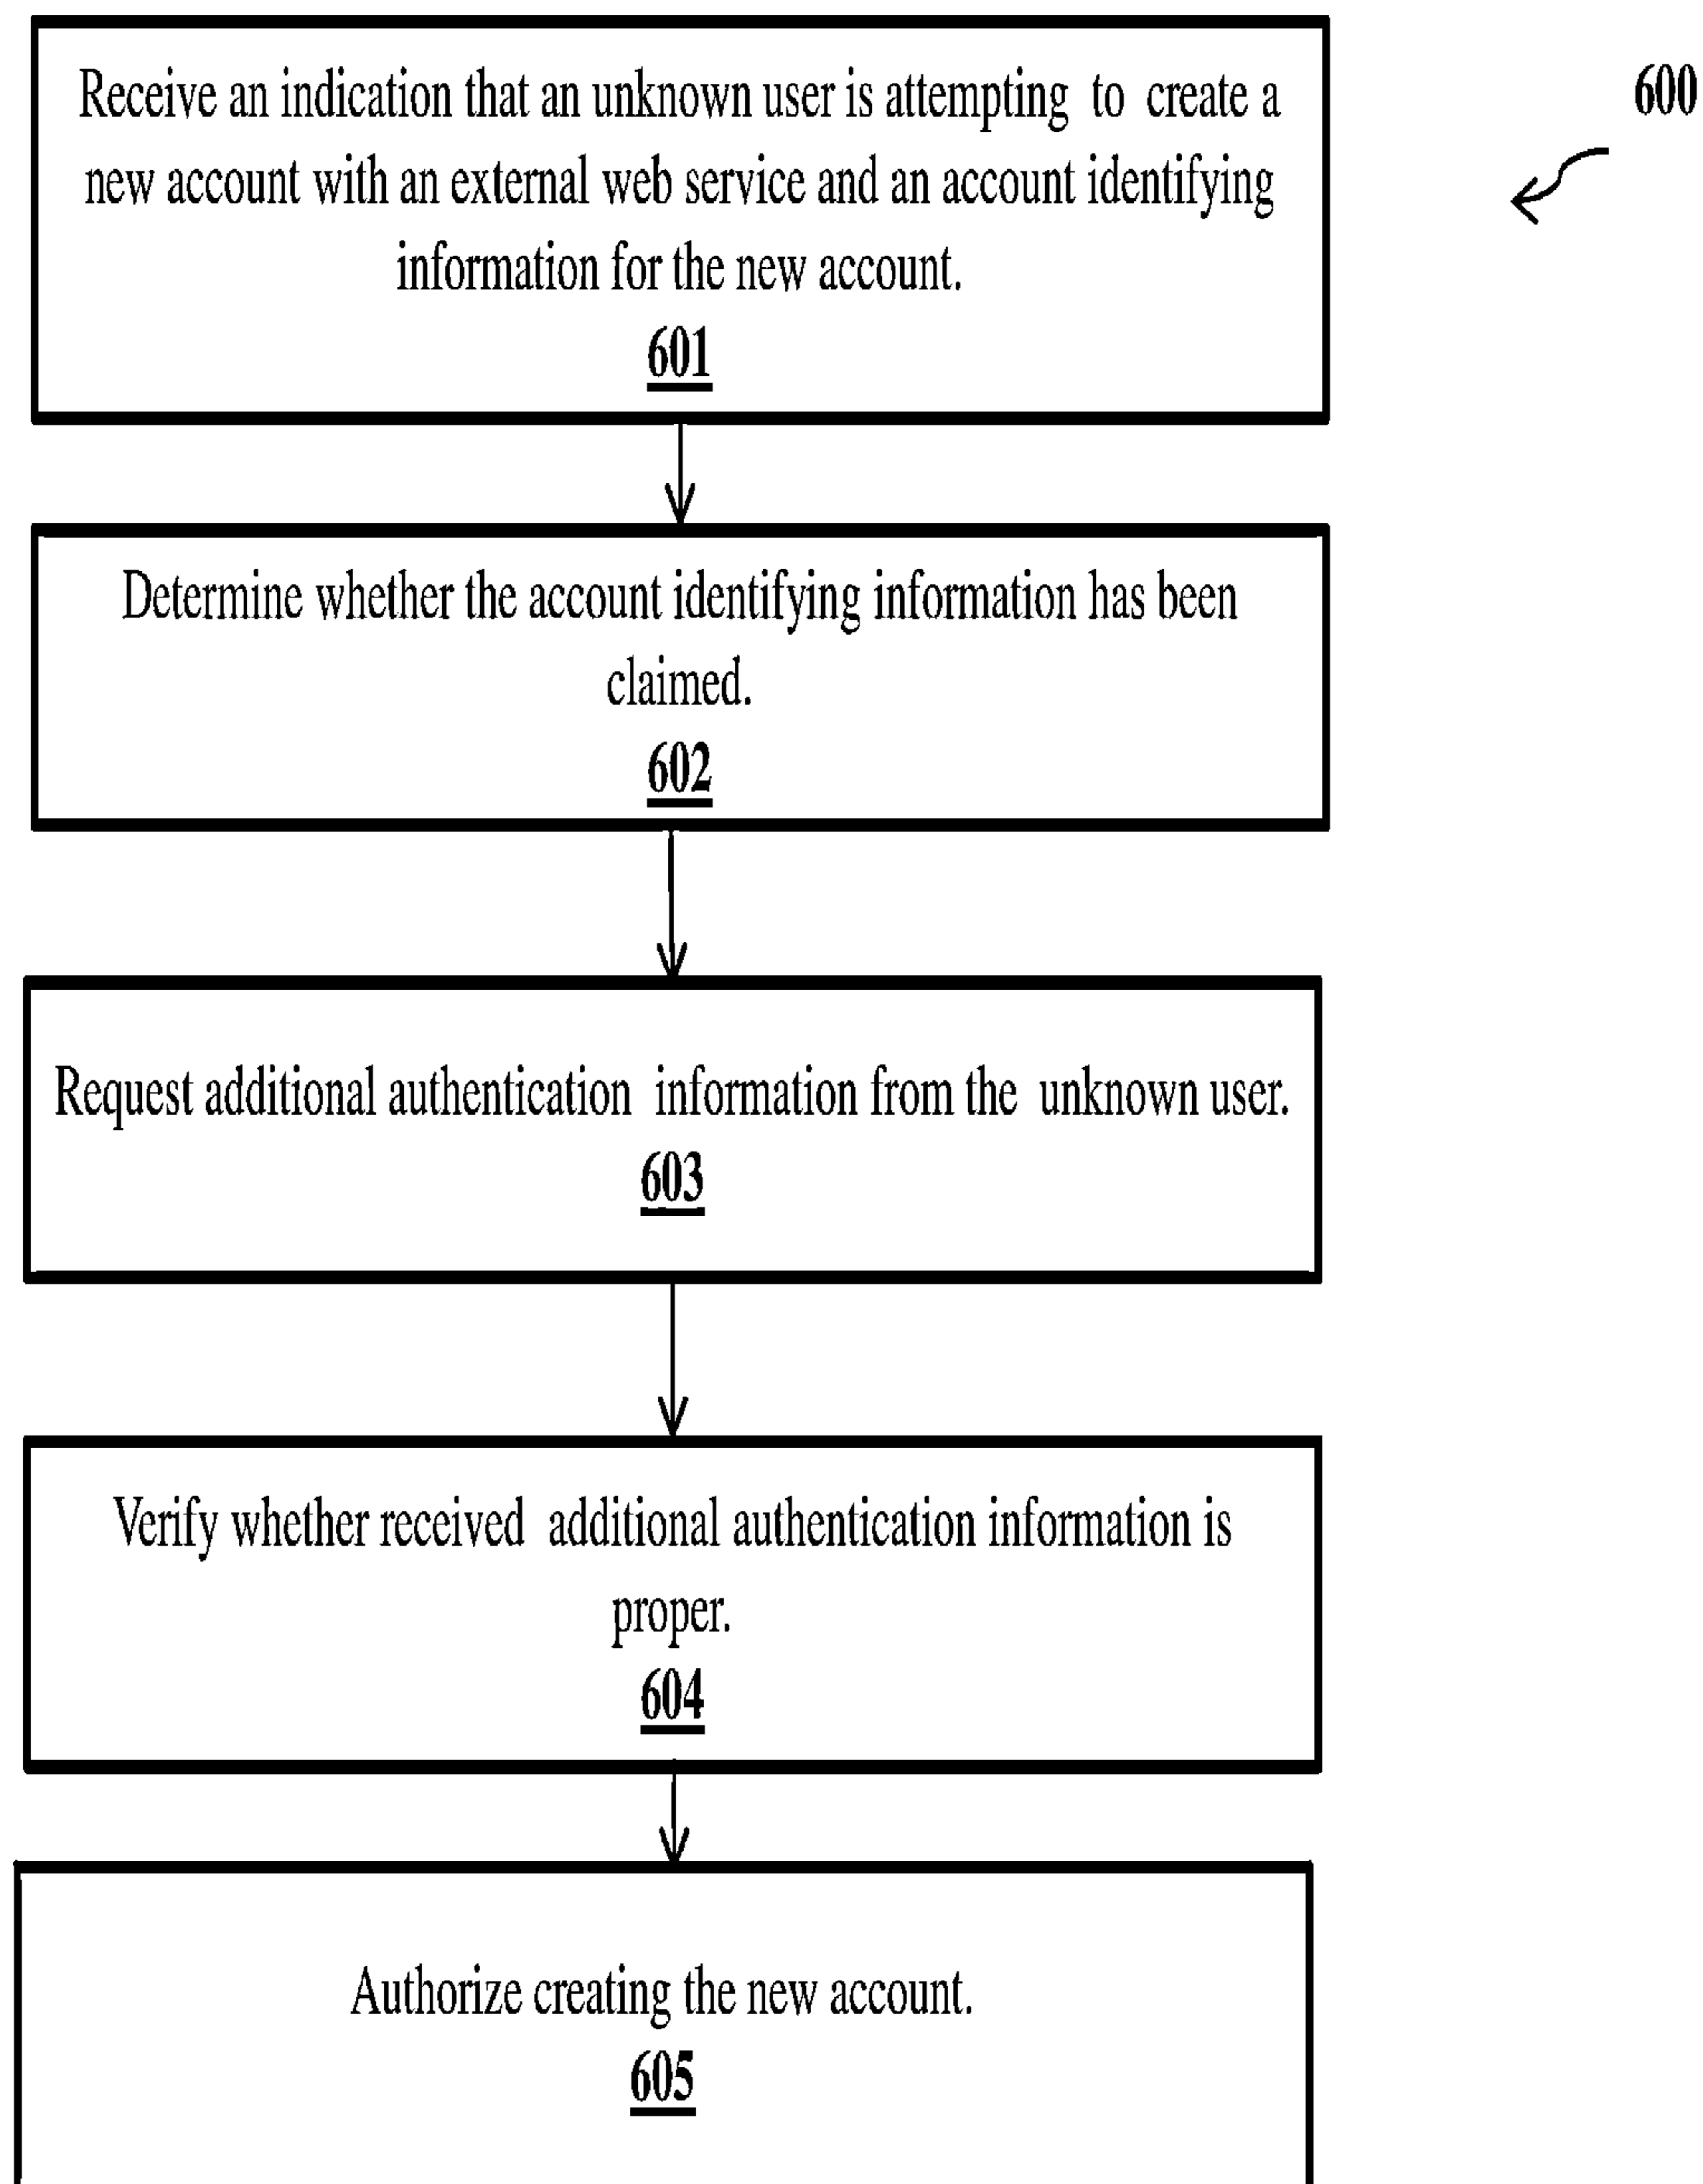 600
Receive an indication that an unknown user is attempting to create a
new account with an external web service and an account identifying
information for the new account.
601
Determine whether the account identifying information has been
claimed.
602
Request additional authentication information from the unknown user.
603
Verify whether received additional authentication information is
proper.
604
Authorize creating the new account.
605